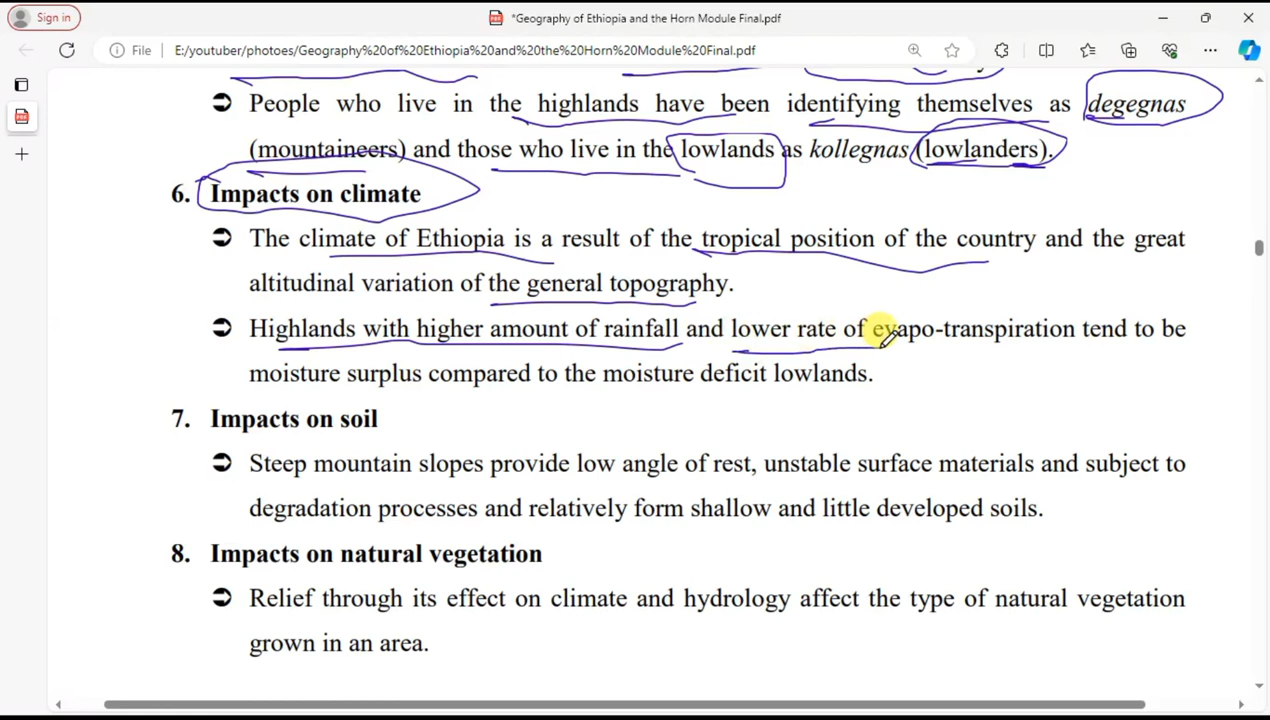 Sign in
*Geography of Ethiopia and the Horn Module Final.pdf
File E:/youtuber/photoes/Geography%20of%20Ethiopia%20and%20the%20Horn%20Module%20Final.pdf
People who live in the highlands have been identifying themselves as degegnas
(mountaineers) and those who live in the lowlands as kollegnas (lowlanders).
6. Impacts on climate
The climate of Ethiopia is a result of the tropical position of the country and the great
altitudinal variation of the general topography.
Highlands with higher amount of rainfall and lower rate of evapo-transpiration tend to be
moisture surplus compared to the moisture deficit lowlands.
7. Impacts on soil
Steep mountain slopes provide low angle of rest, unstable surface materials and subject to
degradation processes and relatively form shallow and little developed soils.
8. Impacts on natural vegetation
Relief through its effect on climate and hydrology affect the type of natural vegetation
grown in an area.